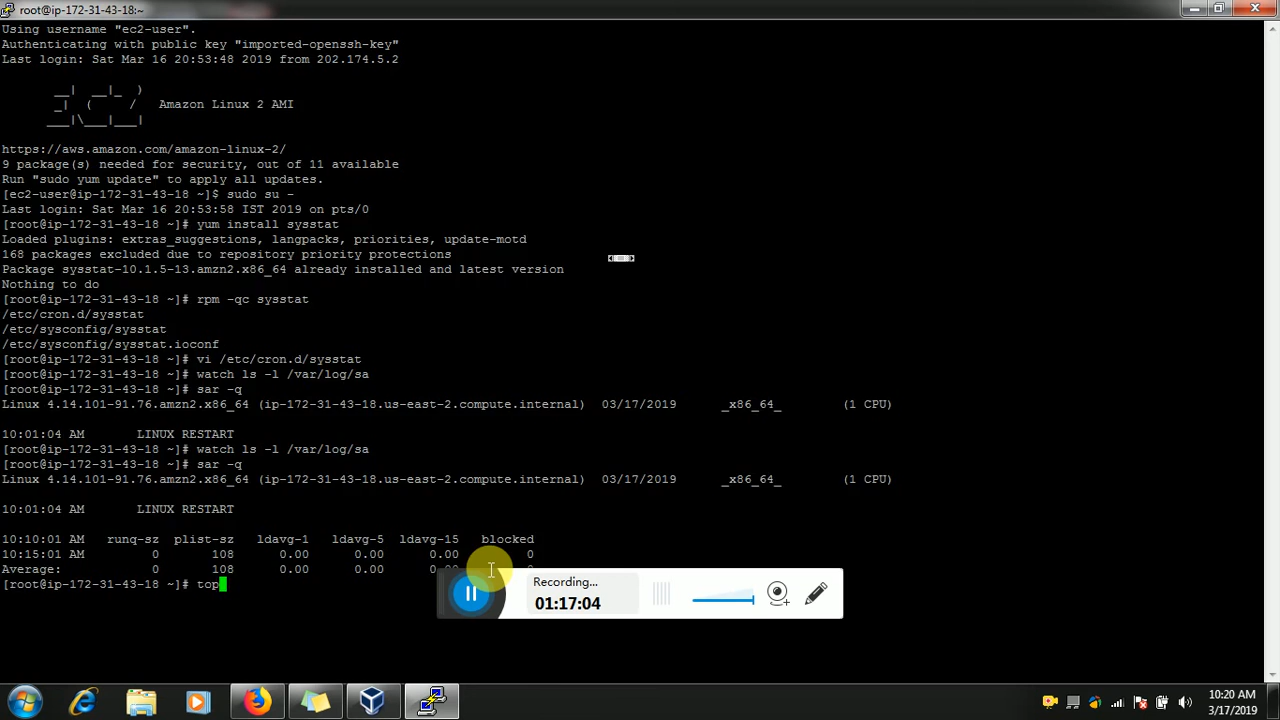 root@ip-172-31-43-18:~
Using username "ec2-user".
Authenticating with public key "imported-openssh-key"
Last login: Sat Mar 16 20:53:48 2019 from 202.174.5.2
__|  __|_  )
_|  (     /   Amazon Linux 2 AMI
___|\___|___|
https://aws.amazon.com/amazon-linux-2/
9 package(s) needed for security, out of 11 available
Run "sudo yum update" to apply all updates.
[ec2-user@ip-172-31-43-18 ~]$ sudo su -
Last login: Sat Mar 16 20:53:58 IST 2019 on pts/0
[root@ip-172-31-43-18 ~]# yum install sysstat
Loaded plugins: extras_suggestions, langpacks, priorities, update-motd
168 packages excluded due to repository priority protections
Package sysstat-10.1.5-13.amzn2.x86_64 already installed and latest version
Nothing to do
[root@ip-172-31-43-18 ~]# rpm -qc sysstat
/etc/cron.d/sysstat
/etc/sysconfig/sysstat
/etc/sysconfig/sysstat.ioconf
[root@ip-172-31-43-18 ~]# vi /etc/cron.d/sysstat
[root@ip-172-31-43-18 ~]# watch ls -l /var/log/sa
[root@ip-172-31-43-18 ~]# sar -q
Linux 4.14.101-91.76.amzn2.x86_64 (ip-172-31-43-18.us-east-2.compute.internal) 03/17/2019 _x86_64_ (1 CPU)
10:01:04 AM LINUX RESTART
[root@ip-172-31-43-18 ~]# watch ls -l /var/log/sa
[root@ip-172-31-43-18 ~]# sar -q
Linux 4.14.101-91.76.amzn2.x86_64 (ip-172-31-43-18.us-east-2.compute.internal) 03/17/2019 _x86_64_ (1 CPU)
10:01:04 AM LINUX RESTART
10:10:01 AM runq-sz plist-sz ldavg-1 ldavg-5 ldavg-15 blocked
10:15:01 AM 0 108 0.00 0.00 0.00 0
Average: 0 108 0.00 0.00
[root@ip-172-31-43-18 ~]# top
Recording...
01:17:04
10:20 AM
3/17/2019